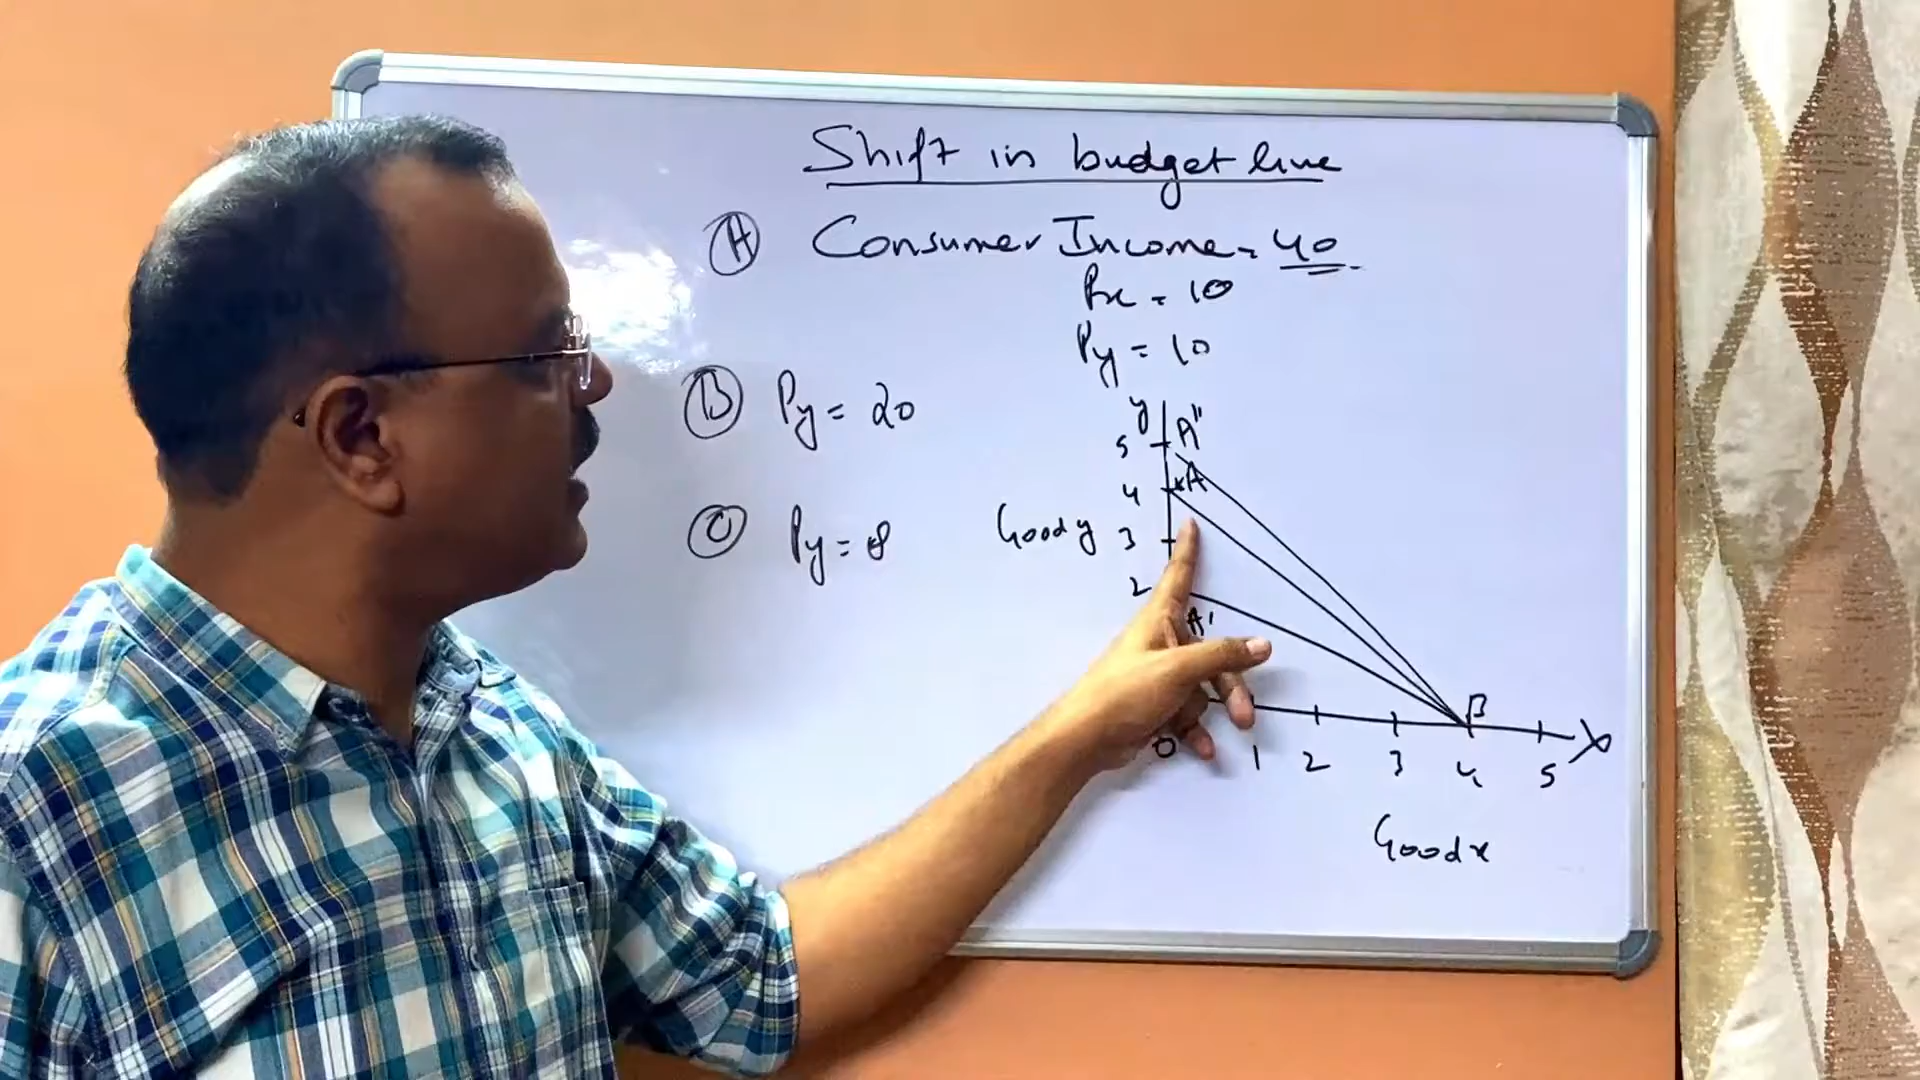 Shift in budget line
A Consumer Income = 40
Px = 10
Py = 10
B Py = 20
C Py = 8
y
5 A"
4 A
Good y 3
2
A'
B
0 1 2 3 4 5 X
Good x